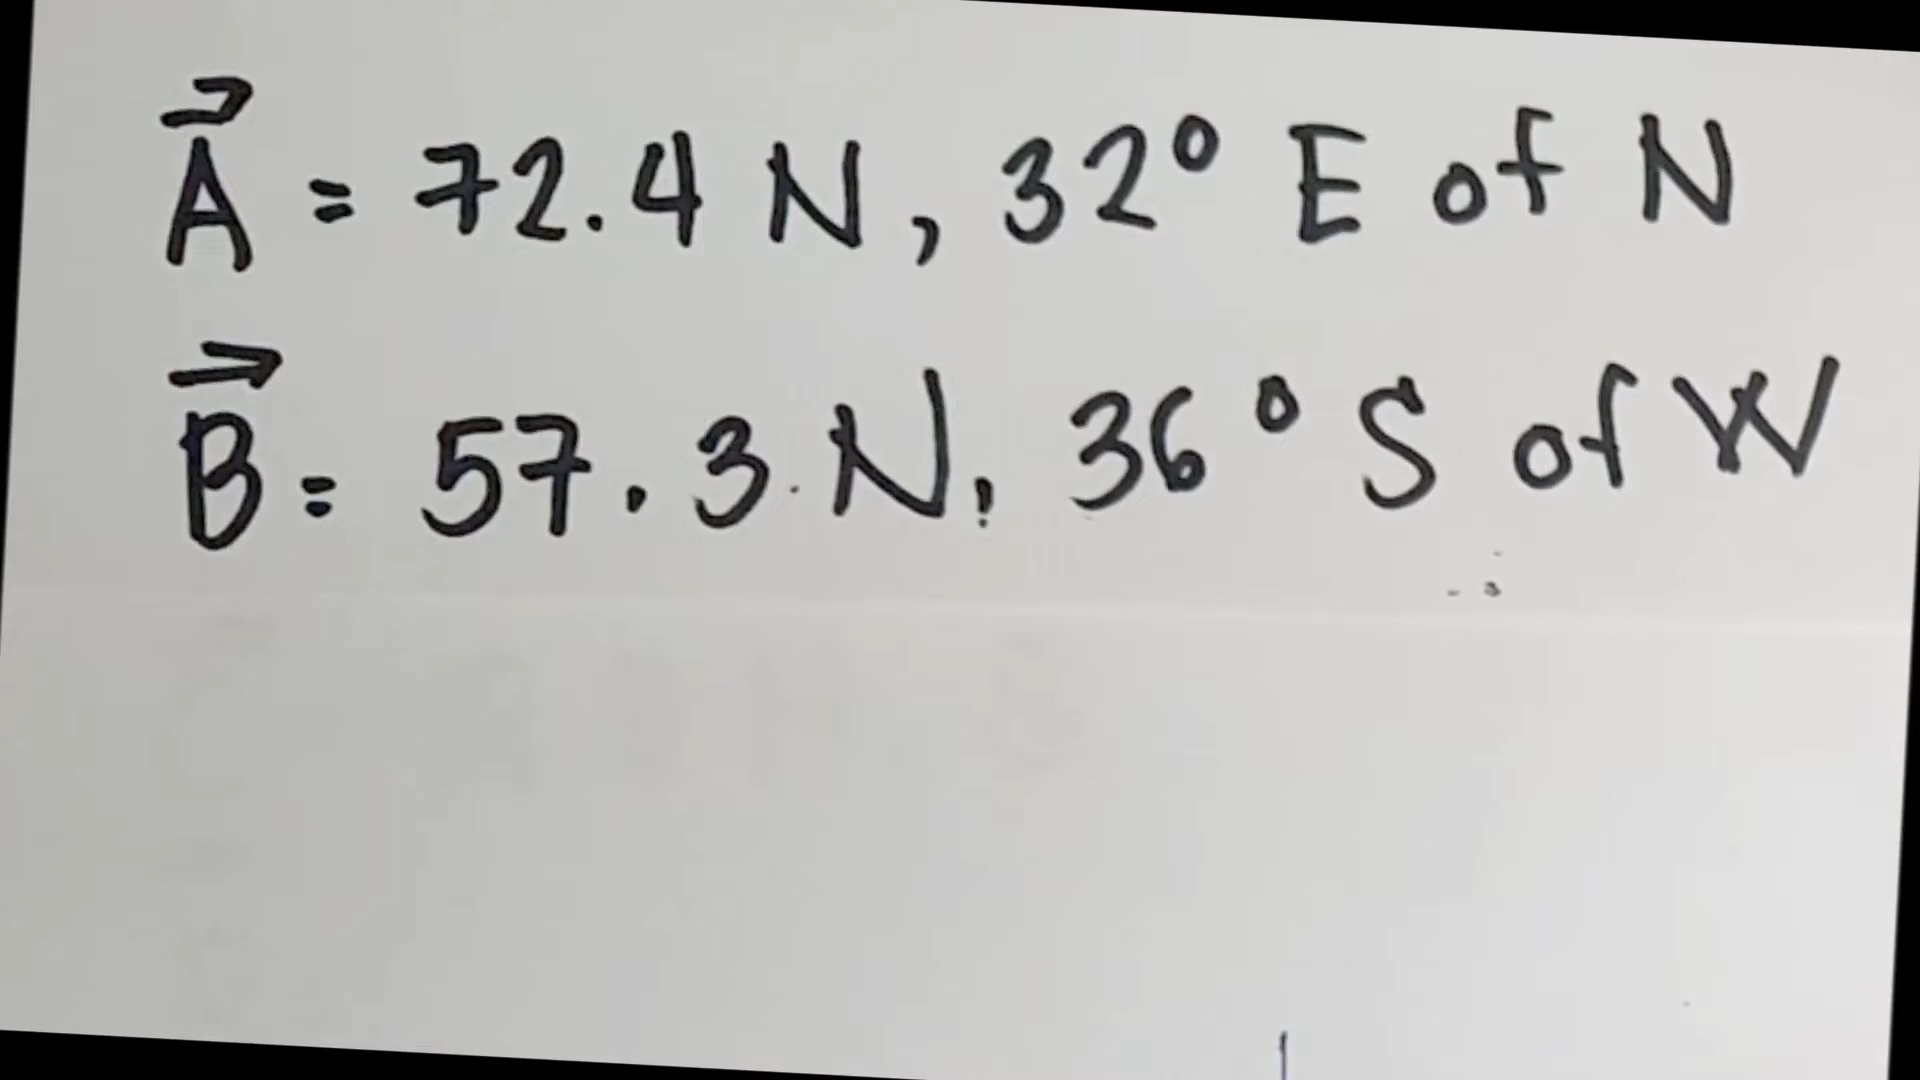 A⃗ = 72.4 N, 32° E of N
B⃗ = 57.3 N, 36° S of W